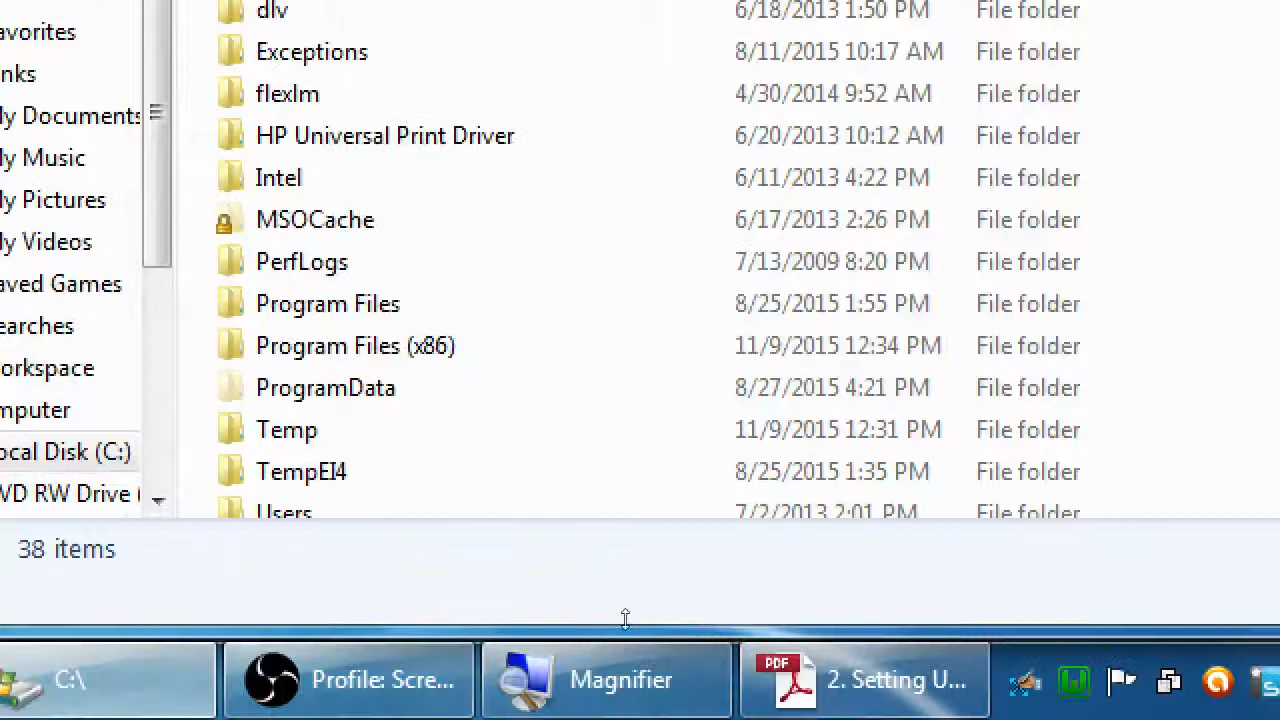 avorites
nks
ly Documents
ly Music
ly Pictures
ly Videos
aved Games
earches
orkspace
mputer
ocal Disk (C:)
VD RW Drive (
dlv 6/18/2013 1:50 PM File folder
Exceptions 8/11/2015 10:17 AM File folder
flexlm 4/30/2014 9:52 AM File folder
HP Universal Print Driver 6/20/2013 10:12 AM File folder
Intel 6/11/2013 4:22 PM File folder
MSOCache 6/17/2013 2:26 PM File folder
PerfLogs 7/13/2009 8:20 PM File folder
Program Files 8/25/2015 1:55 PM File folder
Program Files (x86) 11/9/2015 12:34 PM File folder
ProgramData 8/27/2015 4:21 PM File folder
Temp 11/9/2015 12:31 PM File folder
TempEI4 8/25/2015 1:35 PM File folder
Users 7/2/2013 2:01 PM File folder
38 items
C:\ Profile: Scre... Magnifier PDF 2. Setting U...